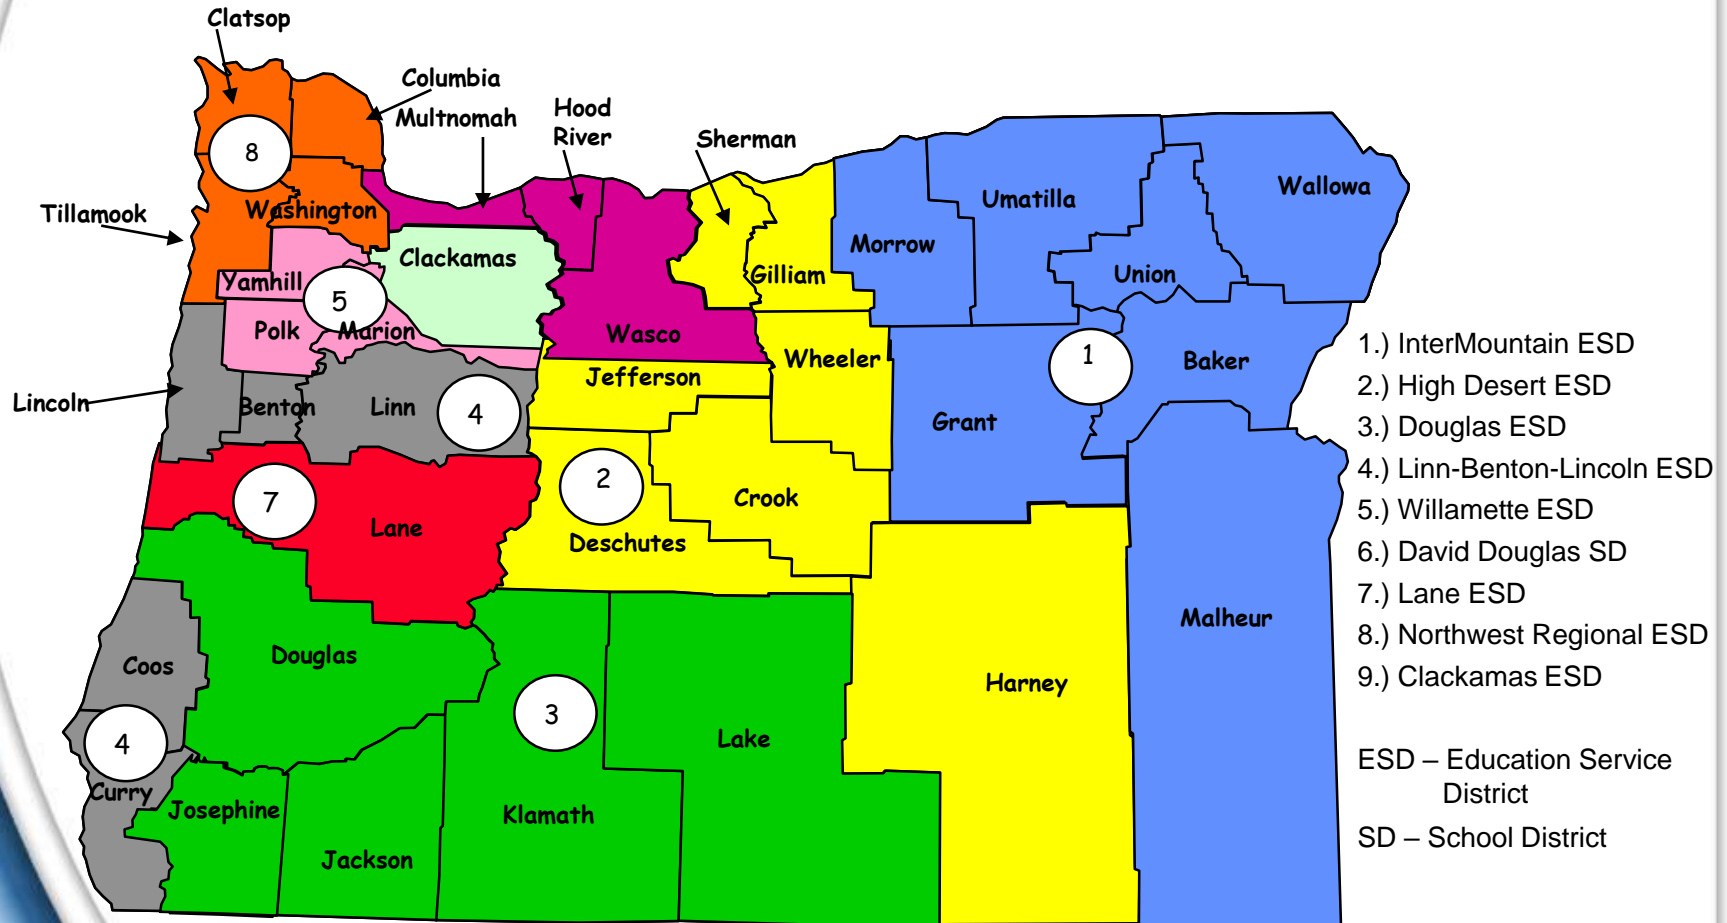 Clatsop
Columbia
Multnomah
Hood
River
Sherman
8
Tillamook
Washington
Umatilla
Wallowa
Morrow
Clackamas
Yamhill
Gilliam
Union
5
Polk
Marion
Wasco
Wheeler
1
Baker
Jefferson
Lincoln
Benton
Linn
4
Grant
2
Crook
7
Lane
Deschutes
Malheur
Coos
Douglas
Harney
3
Lake
4
Curry
Josephine
Klamath
Jackson
1.) InterMountain ESD
2.) High Desert ESD
3.) Douglas ESD
4.) Linn-Benton-Lincoln ESD
5.) Willamette ESD
6.) David Douglas SD
7.) Lane ESD
8.) Northwest Regional ESD
9.) Clackamas ESD
ESD – Education Service
District
SD – School District